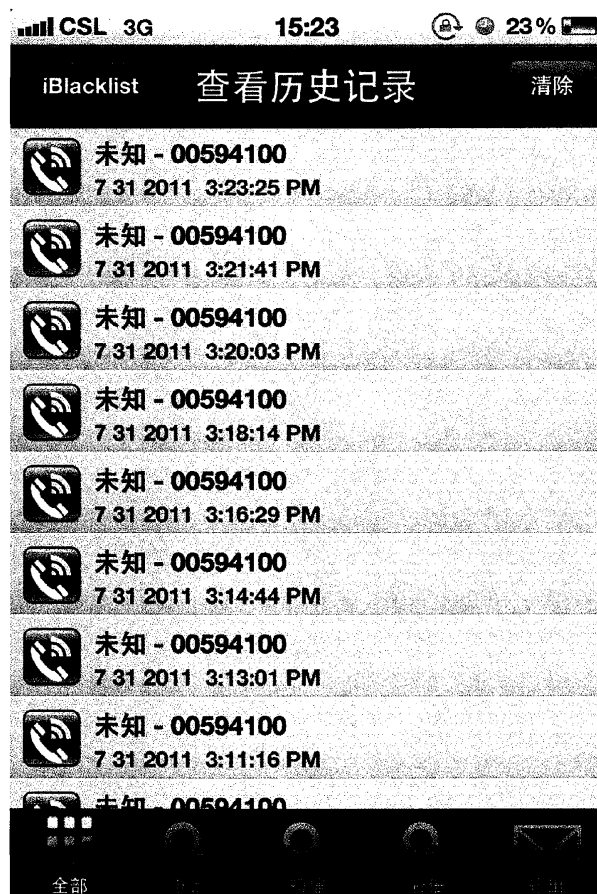 CSL 3G 15:23 23%
iBlacklist 查看历史记录 清除
未知 - 00594100
7 31 2011 3:23:25 PM
未知 - 00594100
7 31 2011 3:21:41 PM
未知 - 00594100
7 31 2011 3:20:03 PM
未知 - 00594100
7 31 2011 3:18:14 PM
未知 - 00594100
7 31 2011 3:16:29 PM
未知 - 00594100
7 31 2011 3:14:44 PM
未知 - 00594100
7 31 2011 3:13:01 PM
未知 - 00594100
7 31 2011 3:11:16 PM
未知 - 00594100
全部